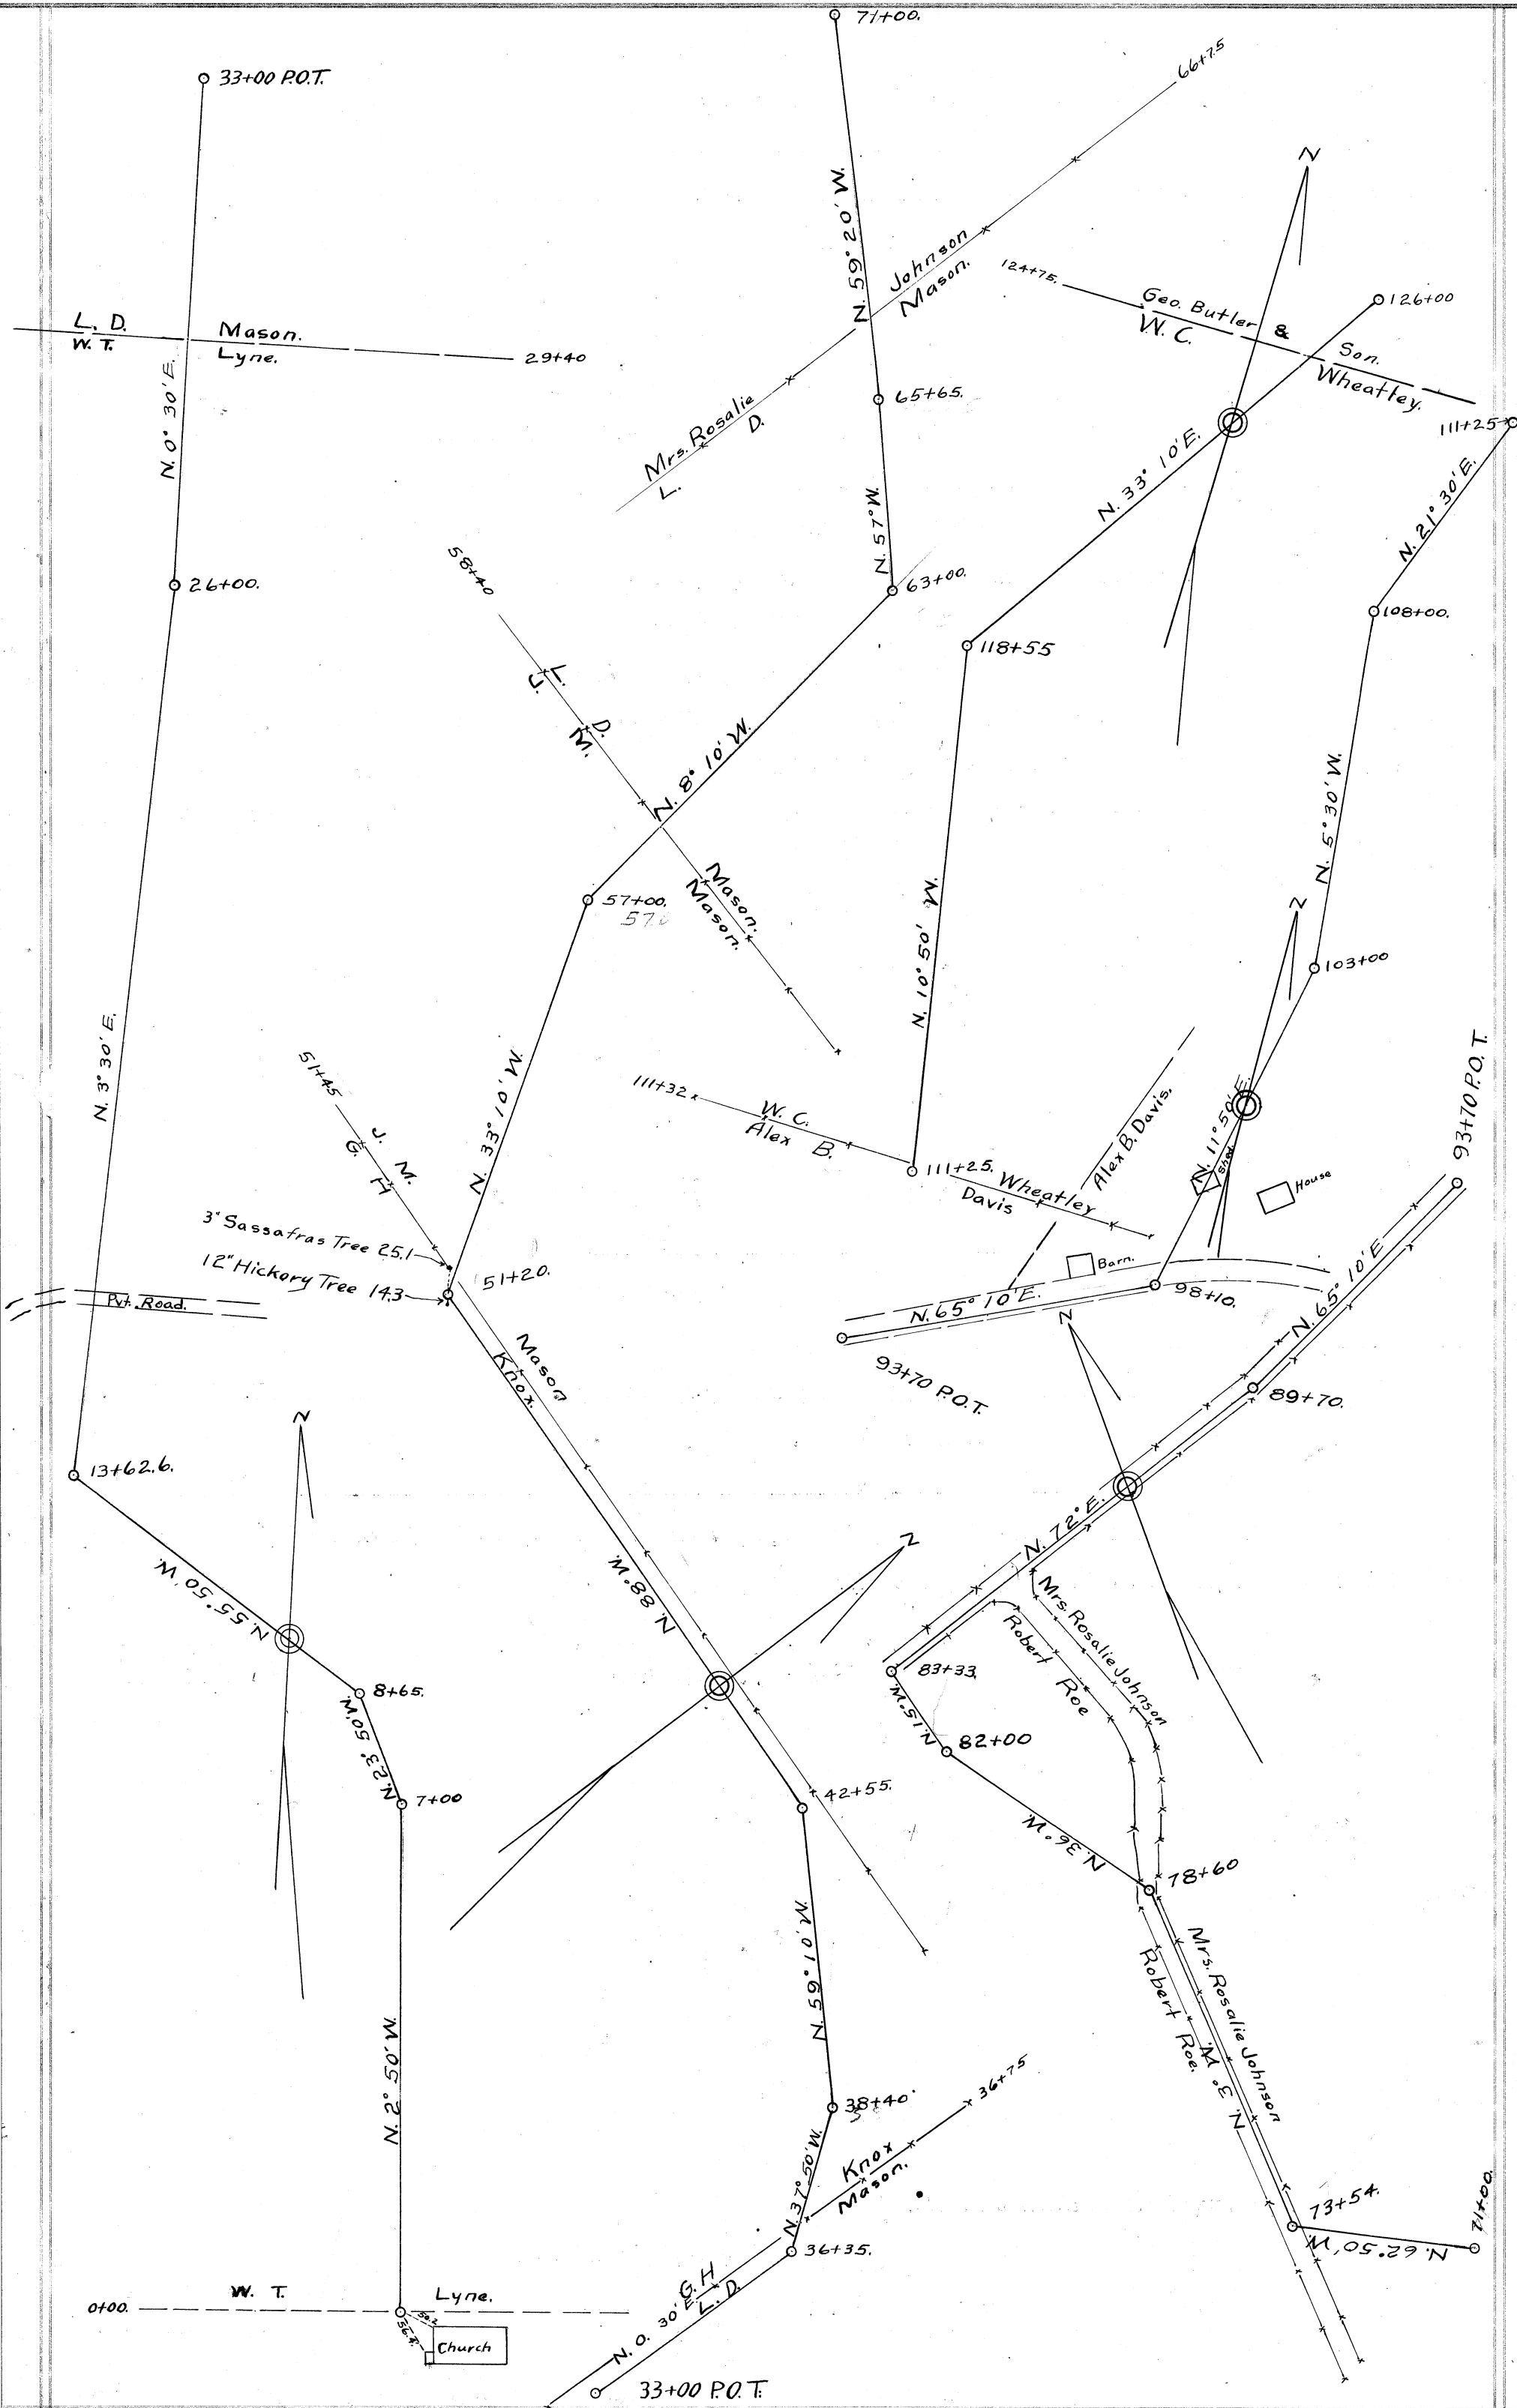 71+00.
33+00 P.O.T.
66+75
N. 59° 20' W.
N
Johnson
Mason.
124+75.
Geo. Butler & Son.
W. C. Wheatley.
126+00
L. D. Mason.
W. T. Lyne.
29+40
N. 0° 30' E.
Mrs. Rosalie
L. D.
65+65.
111+25
N. 33° 10' E.
N. 21° 30' E.
N. 57° W.
58+40
26+00.
63+00.
108+00.
118+55
L. T.
W. D.
N. 8° 10' W.
N. 5° 30' W.
Mason.
Mason.
57+00.
N. 10° 50' W.
N
103+00
N. 3° 30' E.
51+45
N. 33° 10' W.
111+32
W. C.
Alex B.
Alex B. Davis.
N. 11° 50' E.
93+70 P.O.T.
J. M.
G. H
111+25. Wheatley
Davis
Shed.
House
3" Sassafras Tree 25.1
12" Hickory Tree 14.3
51+20.
Barn.
Pvt. Road.
N. 65° 10' E.
98+10.
N. 65° 10' E
93+70 P.O.T.
N
Mason
Knox.
89+70.
N
13+62.6.
N. 72° E.
N. 88° W.
N
Mrs. Rosalie Johnson
Robert Roe
N. 55° 50' W.
8+65.
83+33.
N. 15° W.
82+00
N. 23° 50' W.
7+00
42+55.
N. 36° W.
78+60
N. 59° 10' W.
Mrs. Rosalie Johnson
Robert Roe.
N. 3° W.
N. 2° 50' W.
38+40.
36+75
N. 37° 50' W.
Knox
Mason.
73+54.
71+00.
N. 62° 50' W.
36+35.
G. H
L. D.
N. 0. 30' E.
W. T. Lyne.
0+00.
Church
33+00 P.O.T.